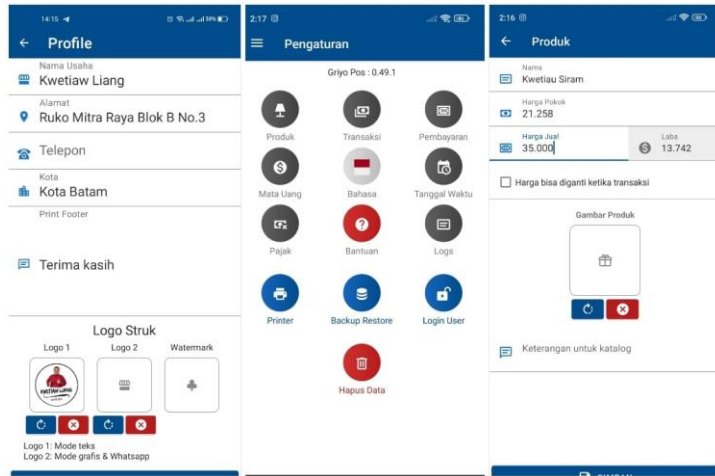 14:15
Profile
Nama Usaha
Kwetiaw Liang
Alamat
Ruko Mitra Raya Blok B No.3
Telepon
Kota
Kota Batam
Print Footer
Terima kasih
Logo Struk
Logo 1 Logo 2 Watermark
KWETIAW LIANG
Logo 1: Mode teks
Logo 2: Mode grafis & Whatsapp
2:17
Pengaturan
Griyo Pos : 0.49.1
Produk Transaksi Pembayaran
Mata Uang Bahasa Tanggal Waktu
Pajak Bantuan Logs
Printer Backup Restore Login User
Hapus Data
2:16
Produk
Nama
Kwetiau Siram
Harga Pokok
21.258
Harga Jual
35.000
Laba
13.742
Harga bisa diganti ketika transaksi
Gambar Produk
Keterangan untuk katalog
SIMPAN